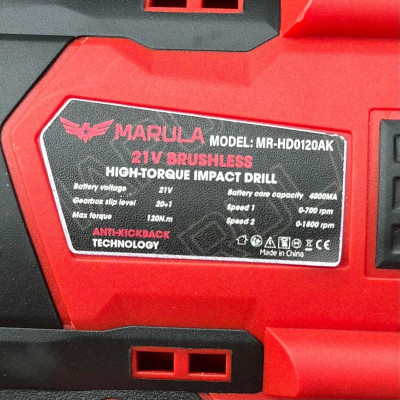 MARULA MODEL: MR-HD0120AK
21V BRUSHLESS
HIGH-TORQUE IMPACT DRILL
Battery voltage 21V Battery core capacity 4000MA
Gearbox slip level 20+1 Speed 1 0-700 rpm
Max torque 120N.m Speed 2 0-1800 rpm
ANTI-KICKBACK
TECHNOLOGY
CE
Made in China